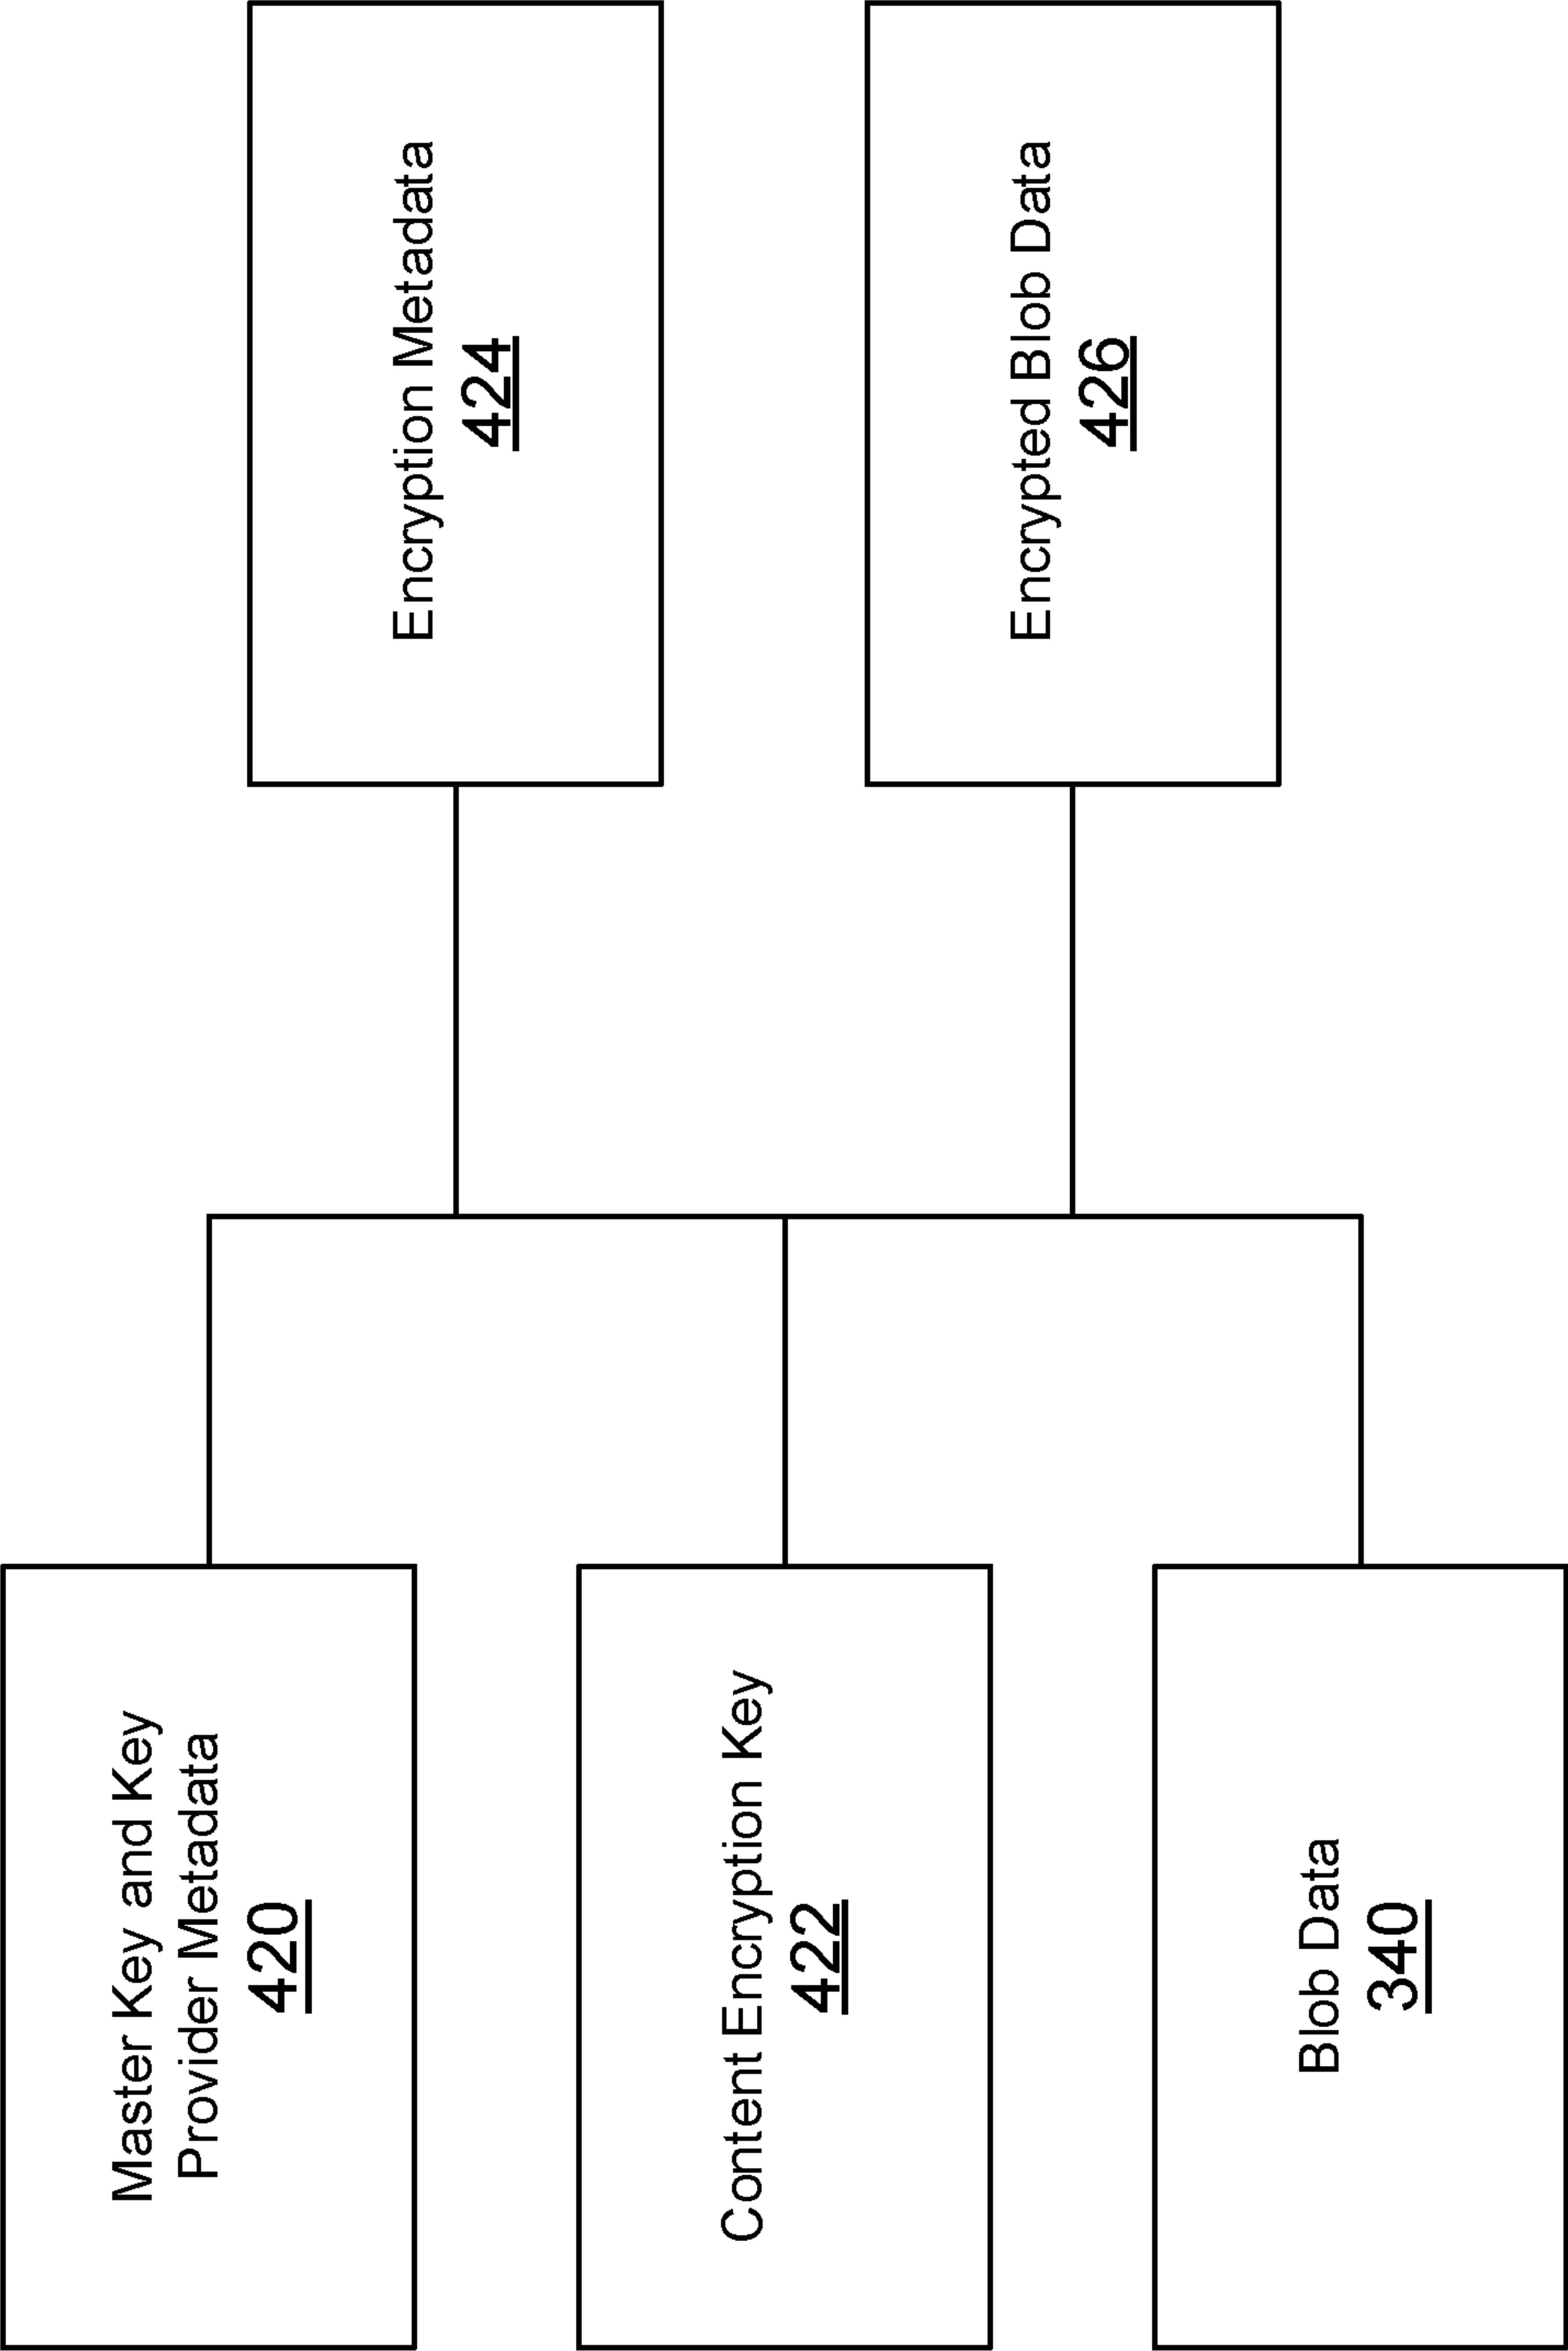 Master Key and Key
Provider Metadata
420
Content Encryption Key
422
Blob Data
340
Encryption Metadata
424
Encrypted Blob Data
426